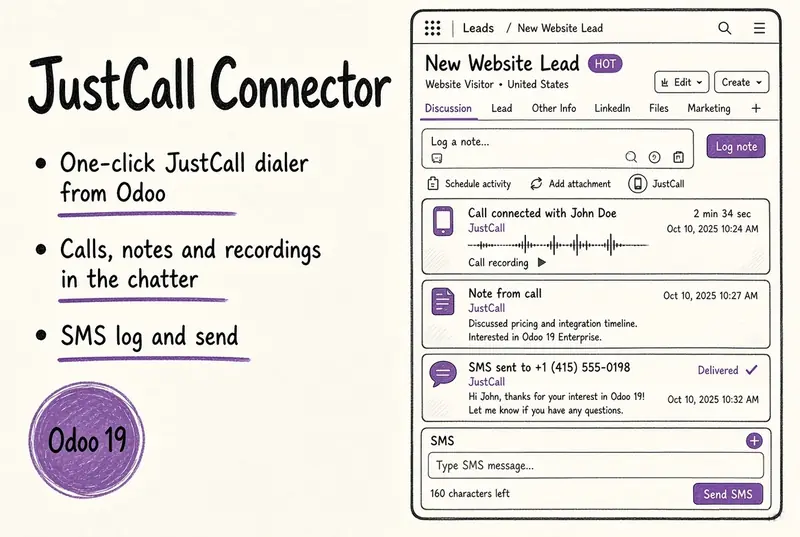 JustCall Connector
One-click JustCall dialer
from Odoo
Calls, notes and recordings
in the chatter
SMS log and send
Odoo 19
Leads / New Website Lead
New Website Lead HOT
Website Visitor • United States
Edit
Create
Discussion Lead Other Info LinkedIn Files Marketing +
Log a note...
Log note
Schedule activity Add attachment JustCall
Call connected with John Doe 2 min 34 sec
JustCall Oct 10, 2025 10:24 AM
Call recording
Note from call Oct 10, 2025 10:27 AM
JustCall
Discussed pricing and integration timeline.
Interested in Odoo 19 Enterprise.
SMS sent to +1 (415) 555-0198 Delivered
JustCall
Hi John, thanks for your interest in Odoo 19! Oct 10, 2025 10:32 AM
Let me know if you have any questions.
SMS
Type SMS message...
160 characters left Send SMS